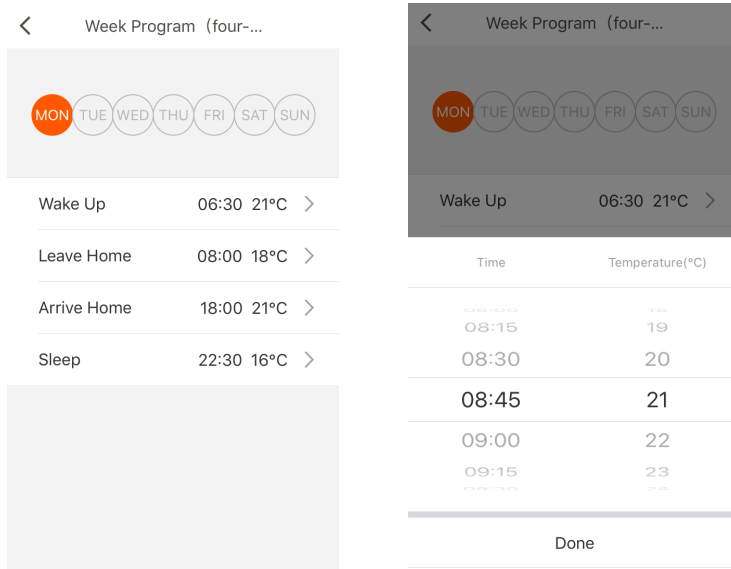 Week Program（four-...
MON TUE WED THU FRI SAT SUN
Wake Up 06:30 21°C
Leave Home 08:00 18°C
Arrive Home 18:00 21°C
Sleep 22:30 16°C
Week Program（four-...
MON TUE WED THU FRI SAT SUN
Wake Up 06:30 21°C
Time Temperature(°C)
08:15 19
08:30 20
08:45 21
09:00 22
09:15 23
Done